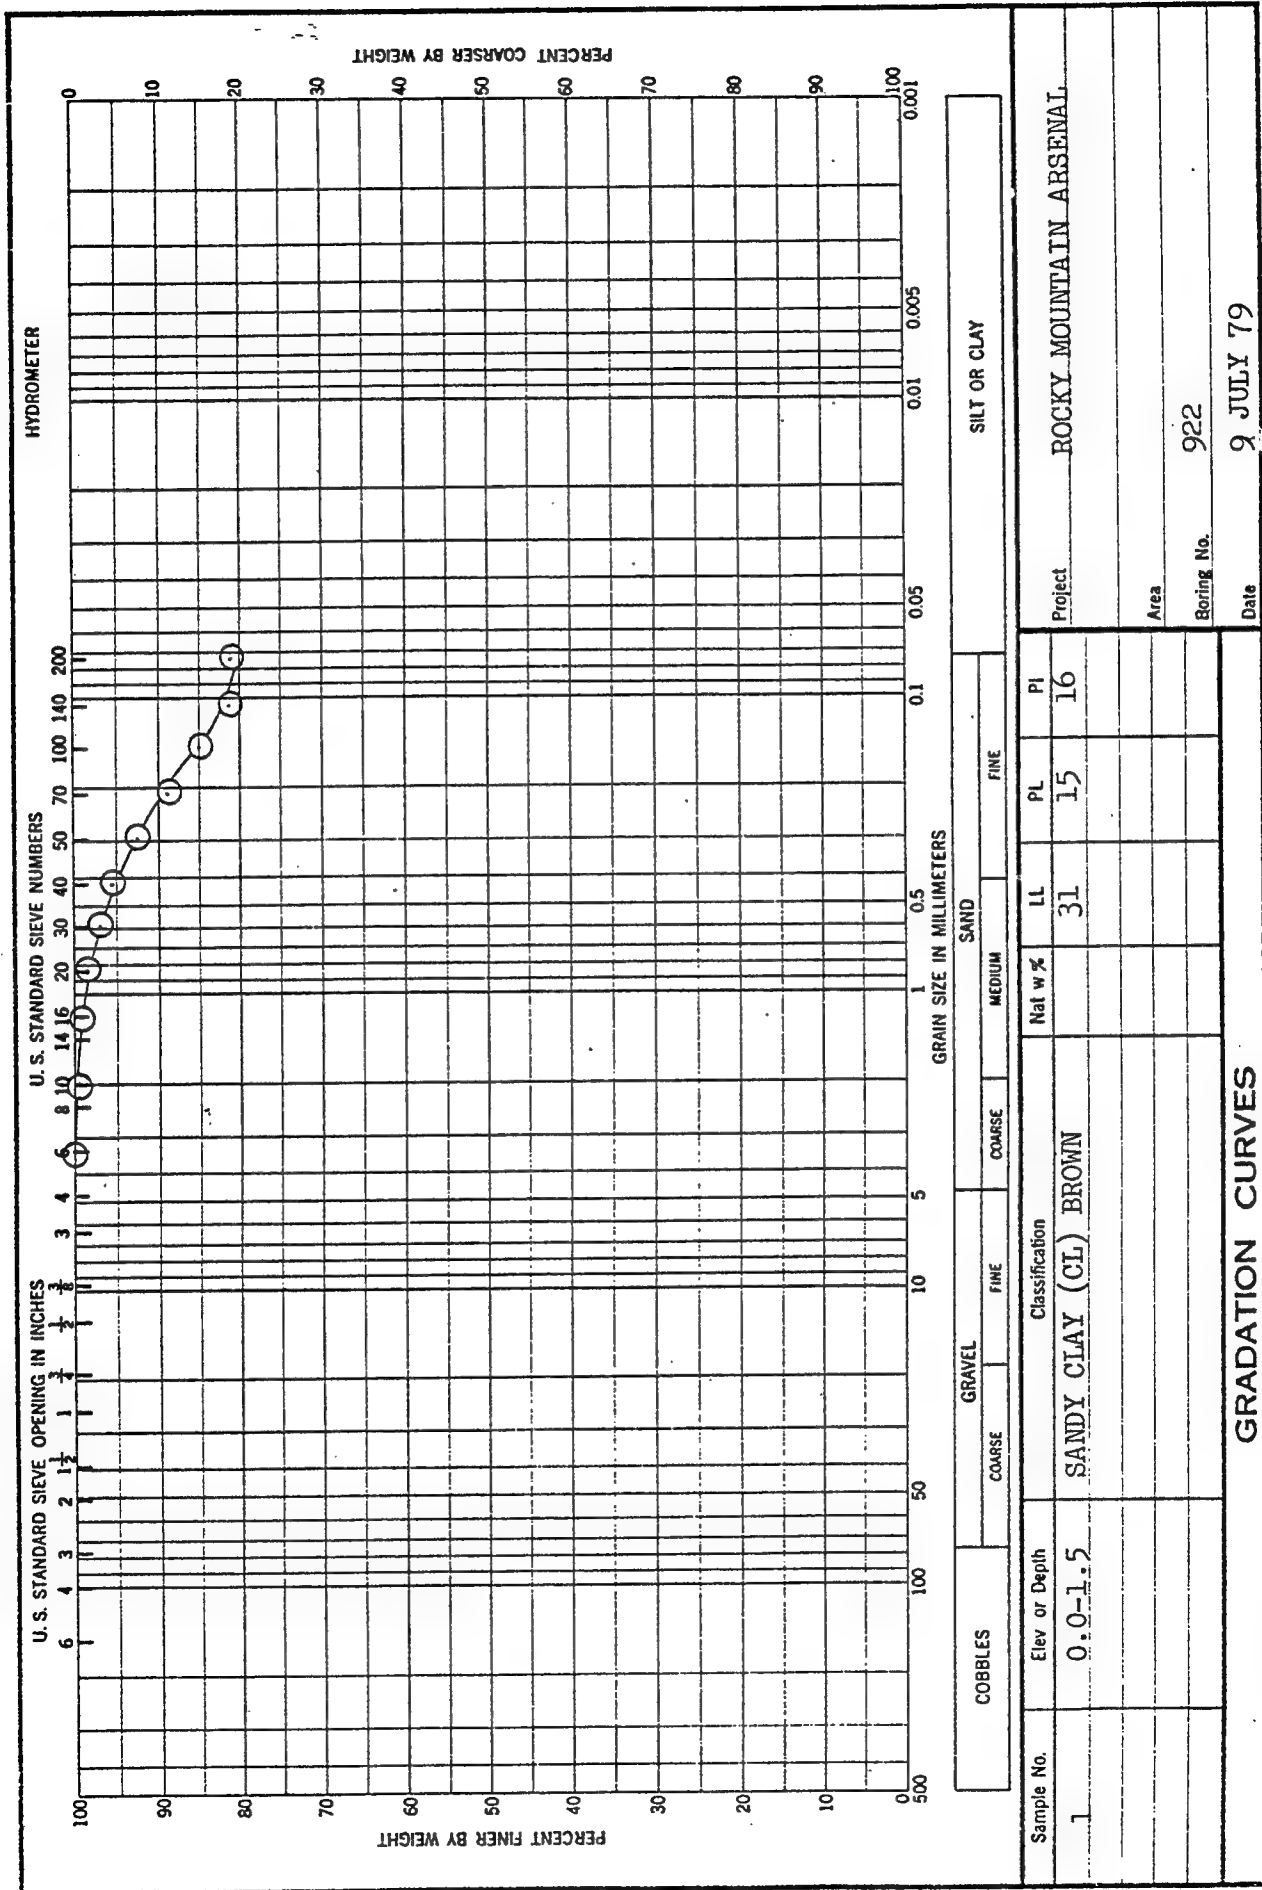 U. S. STANDARD SIEVE OPENING IN INCHES U. S. STANDARD SIEVE NUMBERS HYDROMETER
6 4 3 2 1½ 1 ¾ ½ ⅜ 3 4 6 8 10 14 16 20 30 40 50 70 100 140 200
PERCENT FINER BY WEIGHT
100
90
80
70
60
50
40
30
20
10
0
PERCENT COARSER BY WEIGHT
0
10
20
30
40
50
60
70
80
90
100
500 100 50 10 5 1 0.5 0.1 0.05 0.01 0.005 0.001
GRAIN SIZE IN MILLIMETERS
COBBLES GRAVEL SAND SILT OR CLAY
COARSE FINE COARSE MEDIUM FINE
Sample No. Elev or Depth Classification Nat w % LL PL PI
1 0.0-1.5 SANDY CLAY (CL) BROWN 31 15 16
Project ROCKY MOUNTAIN ARSENAL
Area
Boring No. 922
Date 9 JULY 79
GRADATION CURVES